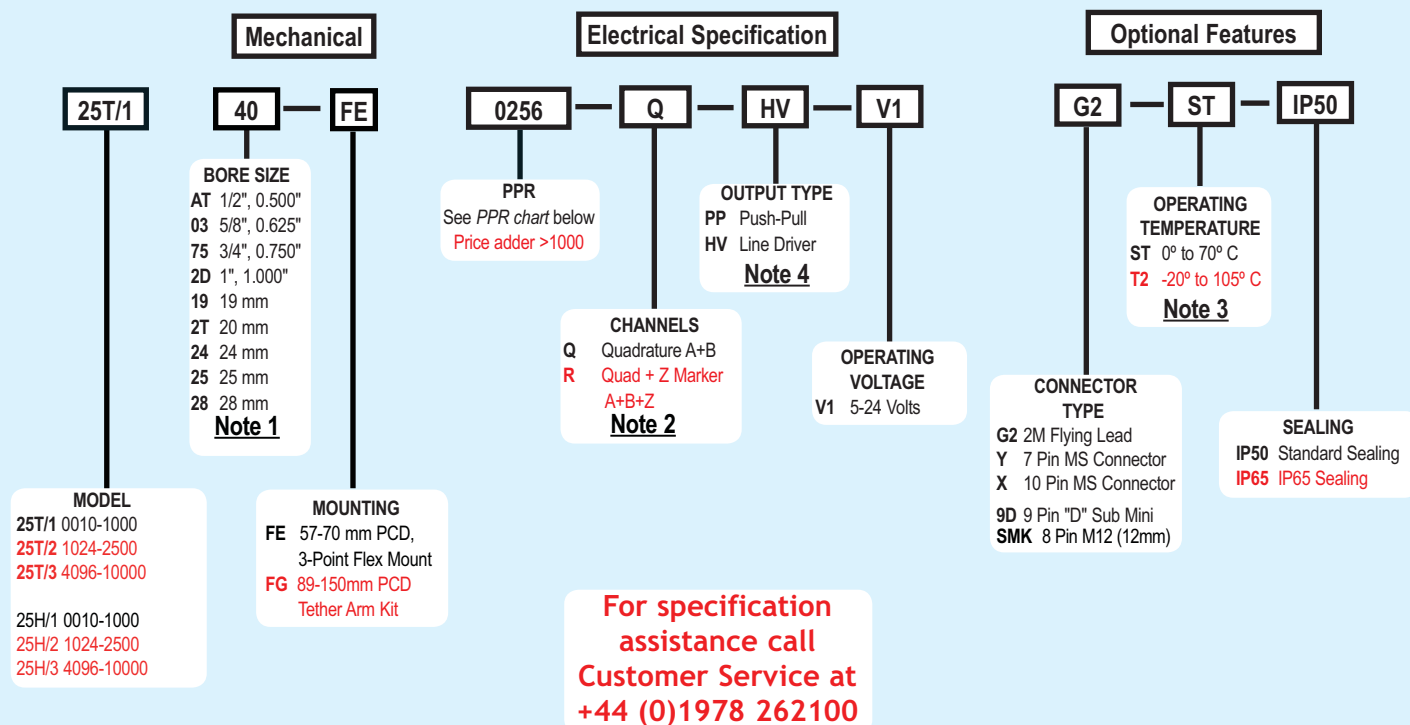 Mechanical
Electrical Specification
Optional Features
25T/1
40
FE
0256
Q
HV
V1
G2
ST
IP50
BORE SIZE
AT 1/2", 0.500"
03 5/8", 0.625"
75 3/4", 0.750"
2D 1", 1.000"
19 19 mm
2T 20 mm
24 24 mm
25 25 mm
28 28 mm
Note 1
PPR
See PPR chart below
Price adder >1000
OUTPUT TYPE
PP Push-Pull
HV Line Driver
Note 4
OPERATING
TEMPERATURE
ST 0º to 70º C
T2 -20º to 105º C
Note 3
CHANNELS
Q Quadrature A+B
R Quad + Z Marker
A+B+Z
Note 2
OPERATING
VOLTAGE
V1 5-24 Volts
CONNECTOR
TYPE
G2 2M Flying Lead
Y 7 Pin MS Connector
X 10 Pin MS Connector
9D 9 Pin "D" Sub Mini
SMK 8 Pin M12 (12mm)
SEALING
IP50 Standard Sealing
IP65 IP65 Sealing
MODEL
25T/1 0010-1000
25T/2 1024-2500
25T/3 4096-10000
25H/1 0010-1000
25H/2 1024-2500
25H/3 4096-10000
MOUNTING
FE 57-70 mm PCD,
3-Point Flex Mount
FG 89-150mm PCD
Tether Arm Kit
For specification
assistance call
Customer Service at
+44 (0)1978 262100